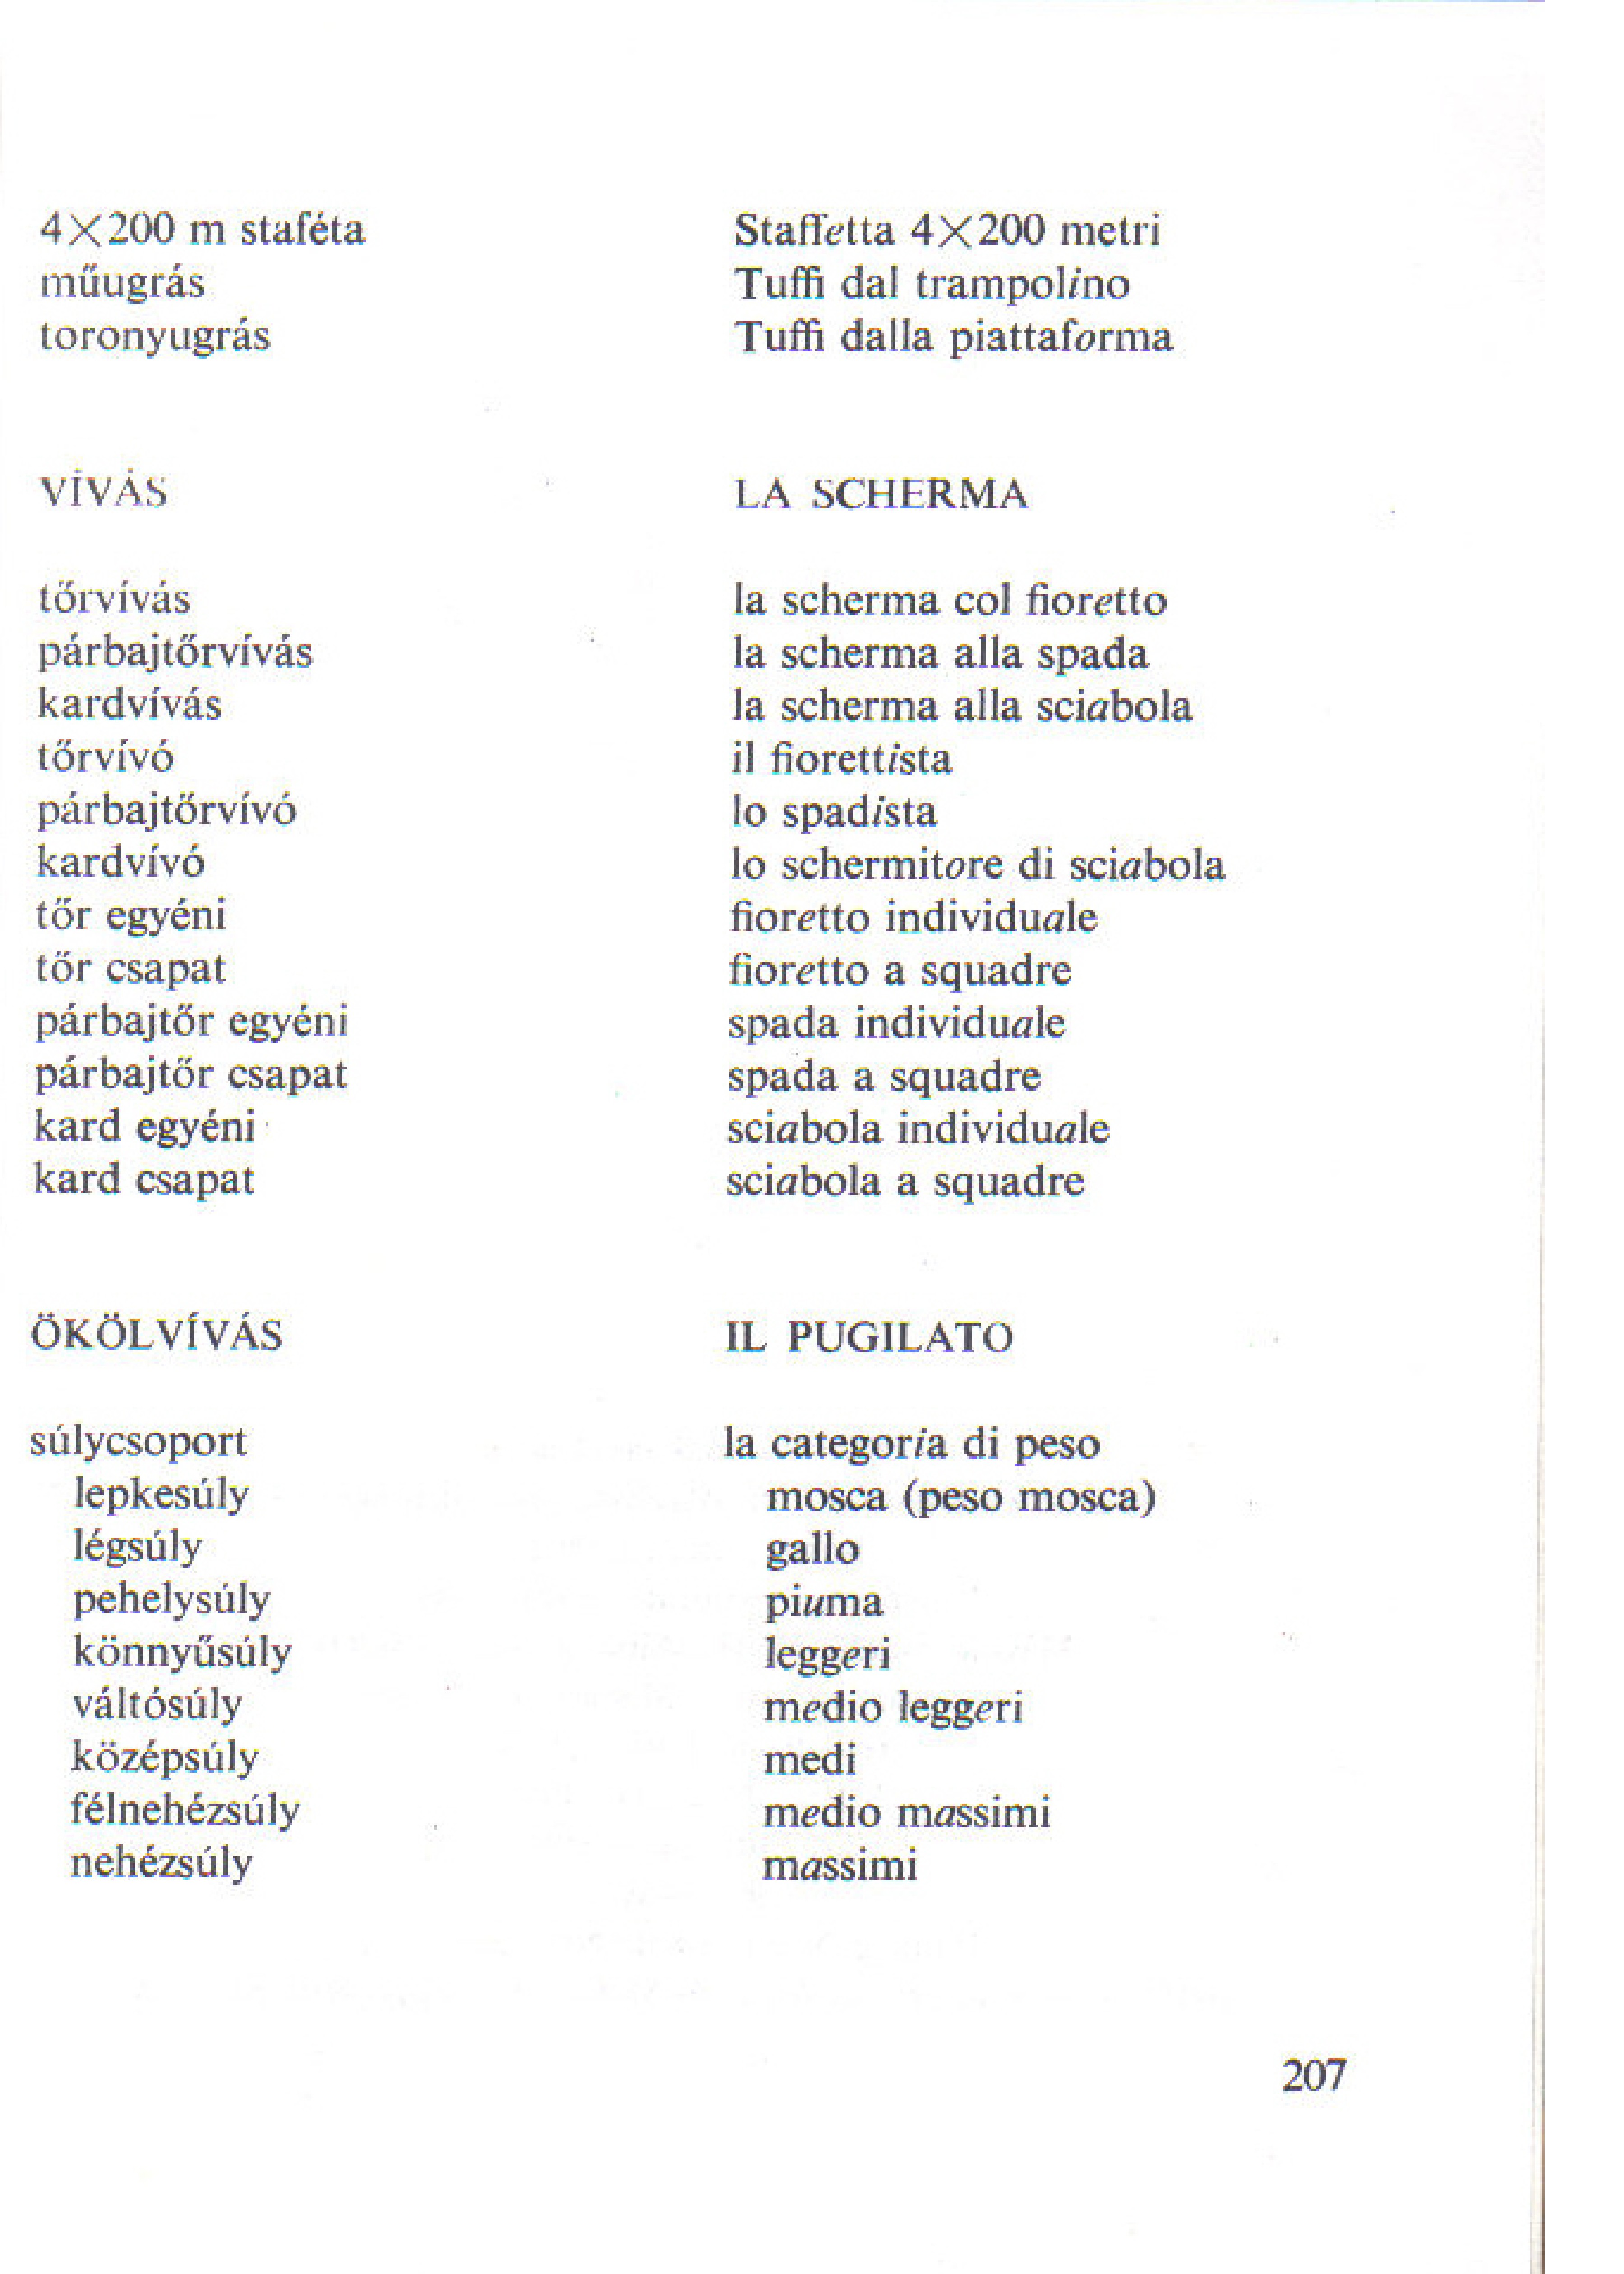 4×200 m staféta Staffetta 4×200 metri
műugrás Tuffi dal trampolino
toronyugrás Tuffi dalla piattaforma
VÍVÁS LA SCHERMA
tőrvívás la scherma col fioretto
párbajtőrvívás la scherma alla spada
kardvívás la scherma alla sciabola
tőrvívó il fiorettista
párbajtőrvívó lo spadista
kardvívó lo schermitore di sciabola
tőr egyéni fioretto individuale
tőr csapat fioretto a squadre
párbajtőr egyéni spada individuale
párbajtőr csapat spada a squadre
kard egyéni sciabola individuale
kard csapat sciabola a squadre
ÖKÖLVÍVÁS IL PUGILATO
súlycsoport la categoria di peso
lepkesúly mosca (peso mosca)
légsúly gallo
pehelysúly piuma
könnyűsúly leggeri
váltósúly medio leggeri
középsúly medi
félnehézsúly medio massimi
nehézsúly massimi
207